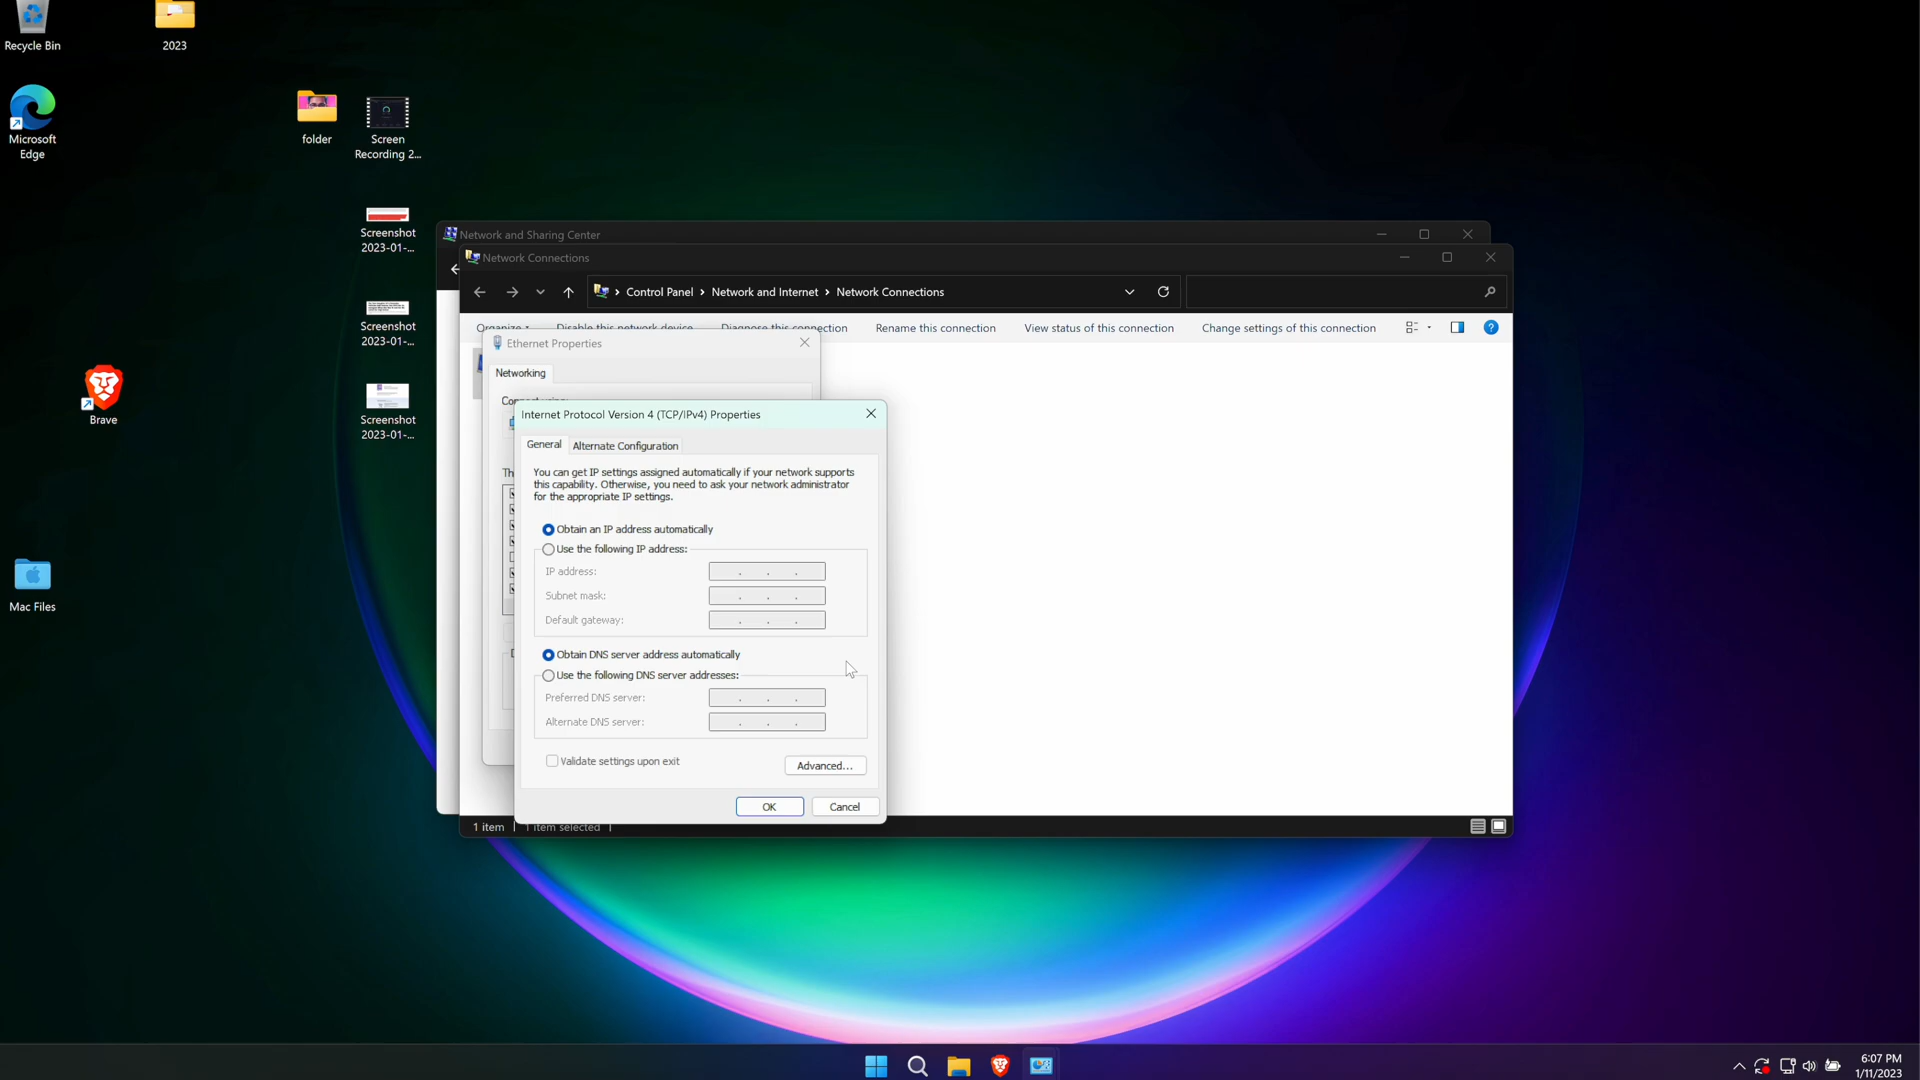 Recycle Bin
2023
Microsoft
Edge
folder
Screen
Recording 2...
Screenshot
2023-01-...
Screenshot
2023-01-...
Brave
Screenshot
2023-01-...
Mac Files
Network and Sharing Center
Network Connections
Control Panel > Network and Internet > Network Connections
Organize Disable this network device Diagnose this connection Rename this connection View status of this connection Change settings of this connection
Ethernet Properties
Networking
Internet Protocol Version 4 (TCP/IPv4) Properties
General Alternate Configuration
You can get IP settings assigned automatically if your network supports
this capability. Otherwise, you need to ask your network administrator
for the appropriate IP settings.
Obtain an IP address automatically
Use the following IP address:
IP address: . . .
Subnet mask: . . .
Default gateway: . . .
Obtain DNS server address automatically
Use the following DNS server addresses:
Preferred DNS server: . . .
Alternate DNS server: . . .
Validate settings upon exit
Advanced...
OK Cancel
1 item 1 item selected
6:07 PM
1/11/2023